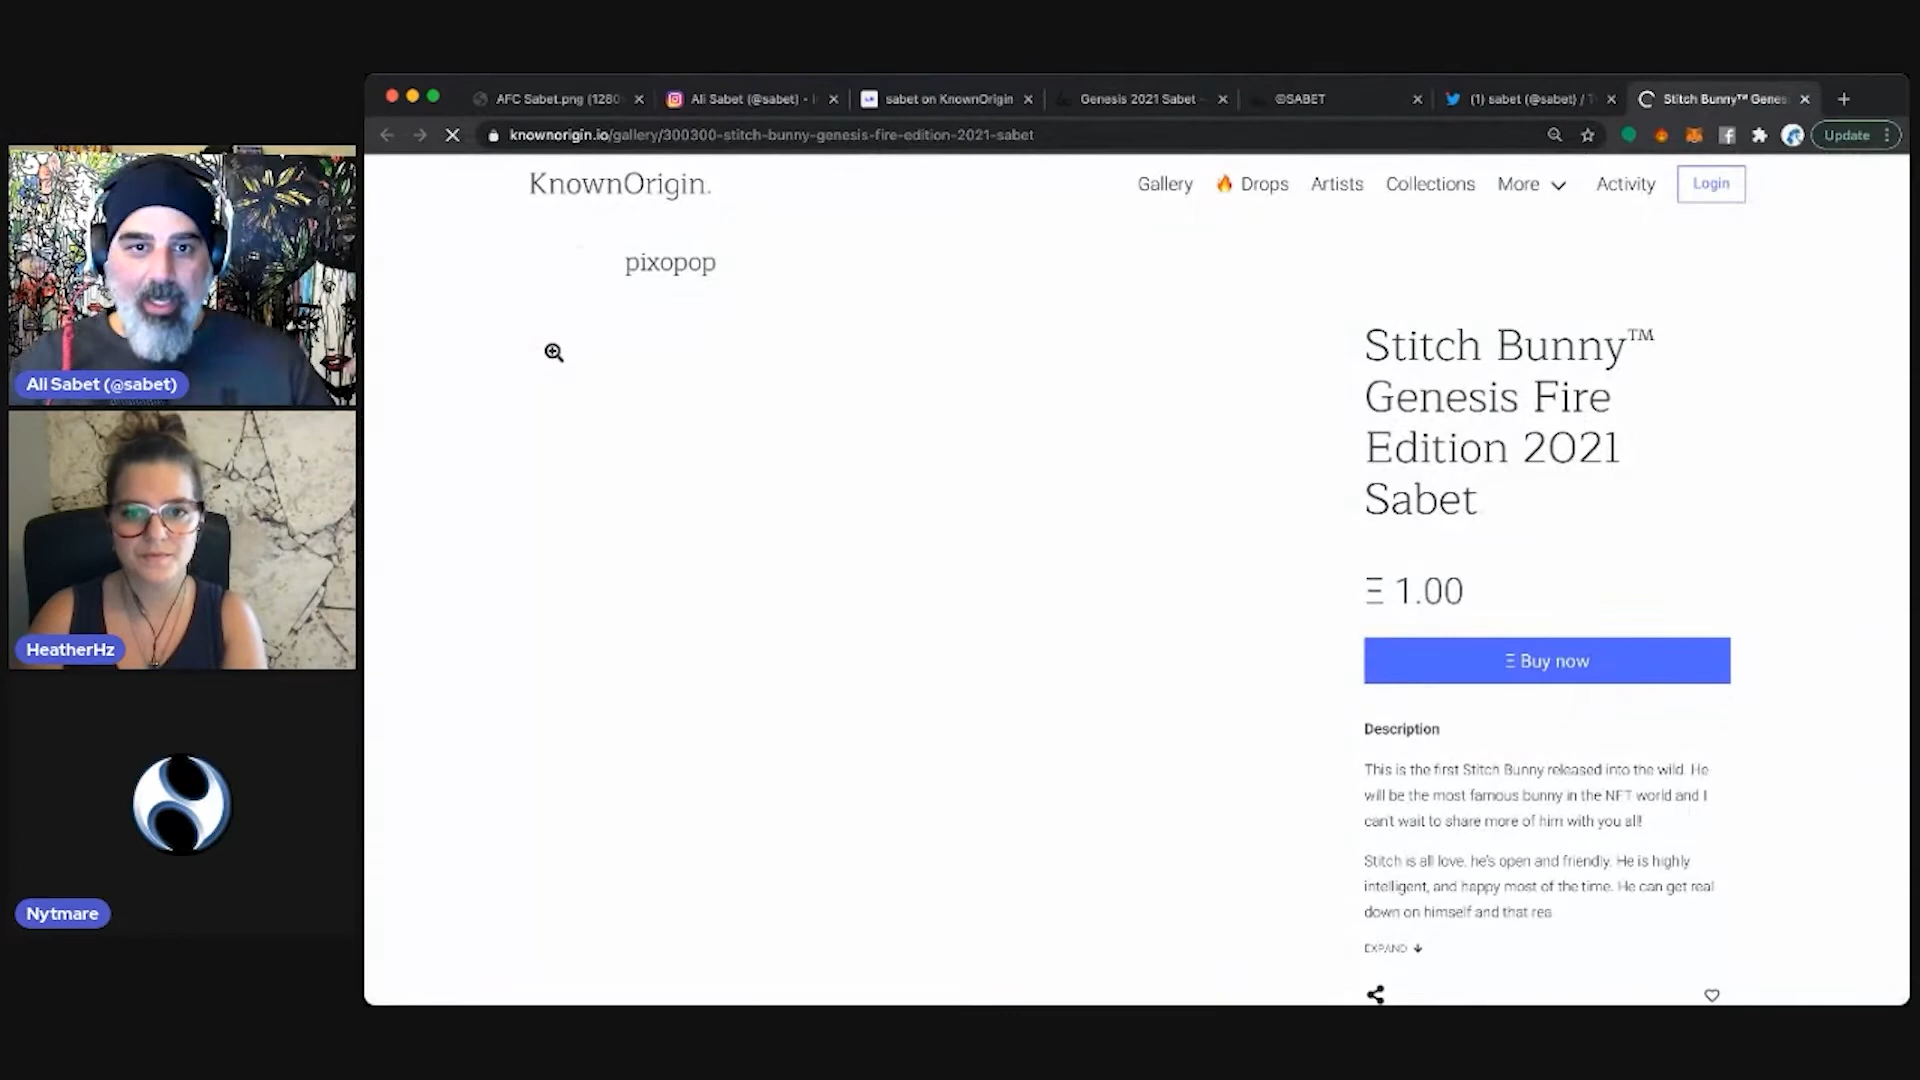 AFC Sabet.png (1280
Ali Sabet (@sabet) -
sabet on KnownOrigin
Genesis 2021 Sabet
©SABET
(1) sabet (@sabet) /
Stitch Bunny™ Genes
knownorigin.io/gallery/300300-stitch-bunny-genesis-fire-edition-2021-sabet
Update
KnownOrigin.
Gallery
Drops
Artists
Collections
More
Activity
Login
pixopop
Stitch Bunny™
Genesis Fire
Edition 2021
Sabet
Ξ 1.00
Ξ Buy now
Description
This is the first Stitch Bunny released into the wild. He
will be the most famous bunny in the NFT world and I
can't wait to share more of him with you all!
Stitch is all love, he's open and friendly. He is highly
intelligent, and happy most of the time. He can get real
down on himself and that rea
EXPAND
Ali Sabet (@sabet)
HeatherHz
Nytmare